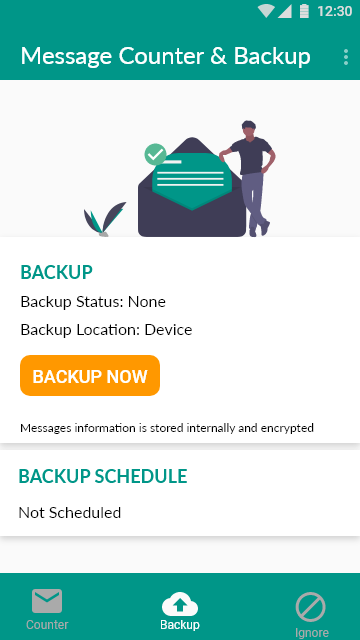 12:30
Message Counter & Backup
BACKUP
Backup Status: None
Backup Location: Device
BACKUP NOW
Messages information is stored internally and encrypted
BACKUP SCHEDULE
Not Scheduled
Counter
Backup
Ignore